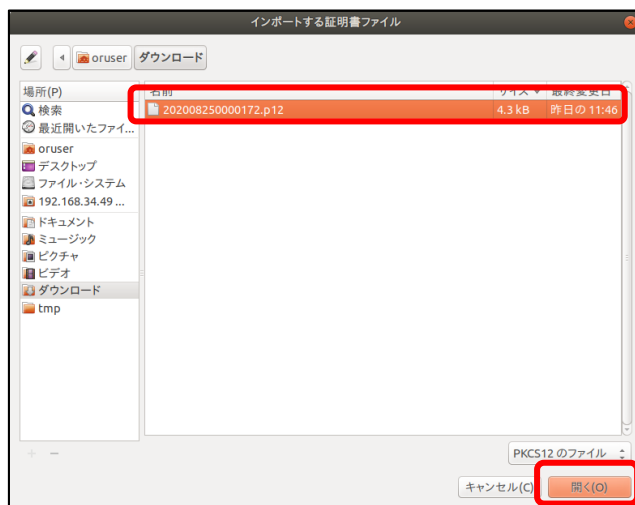 インポートする証明書ファイル
oruser ダウンロード
場所(P)
名前 サイズ 最終変更日
検索
202008250000172.p12 4.3 kB 昨日の 11:46
最近開いたファイ...
oruser
デスクトップ
ファイル・システム
192.168.34.49 ...
ドキュメント
ミュージック
ピクチャ
ビデオ
ダウンロード
tmp
PKCS12 のファイル
キャンセル(C) 開く(O)